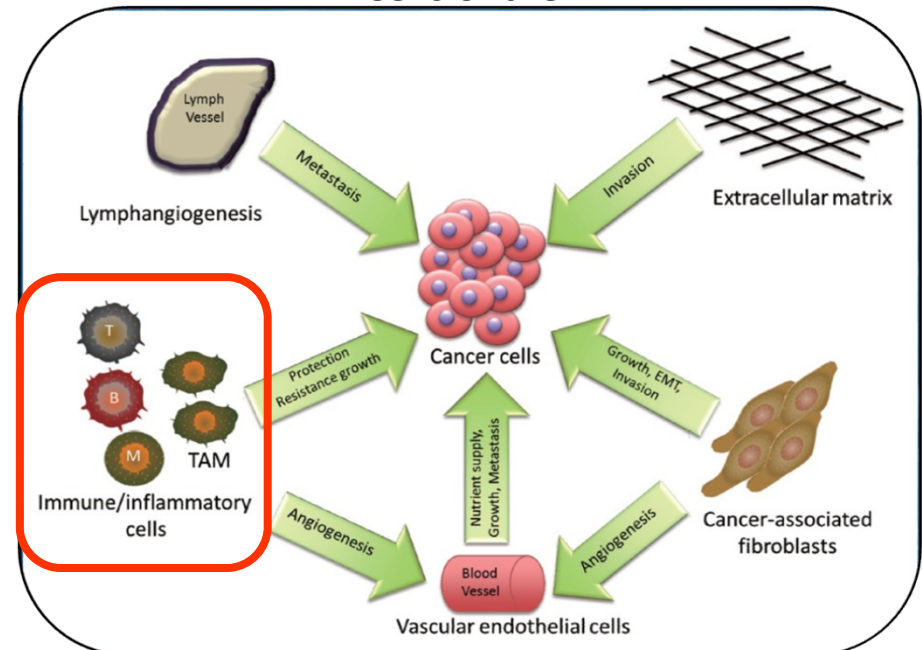 Lymph
Vessel
Lymphangiogenesis
Metastasis
Invasion
Extracellular matrix
Cancer cells
T
B
M
TAM
Immune/inflammatory
cells
Protection
Resistance growth
Growth, EMT,
Invasion
Nutrient supply,
Growth, Metastasis
Angiogenesis
Angiogenesis
Cancer-associated
fibroblasts
Blood
Vessel
Vascular endothelial cells